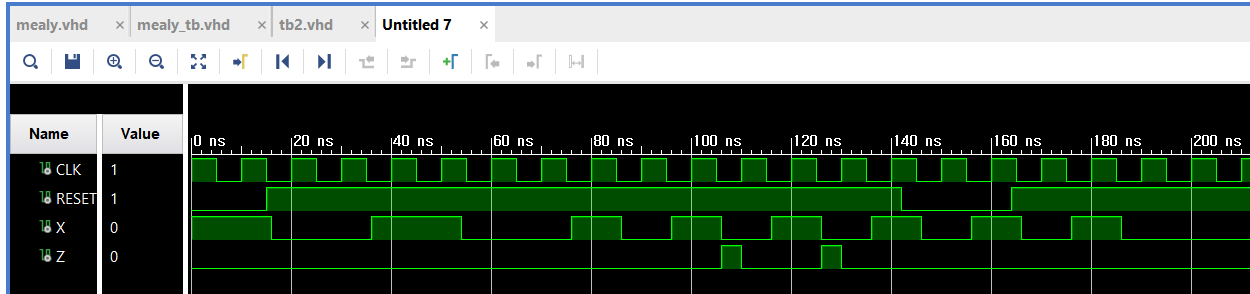 mealy.vhd × mealy_tb.vhd × tb2.vhd × Untitled 7 ×
Name Value
0 ns 20 ns 40 ns 60 ns 80 ns 100 ns 120 ns 140 ns 160 ns 180 ns 200 ns
CLK 1
RESET 1
X 0
Z 0